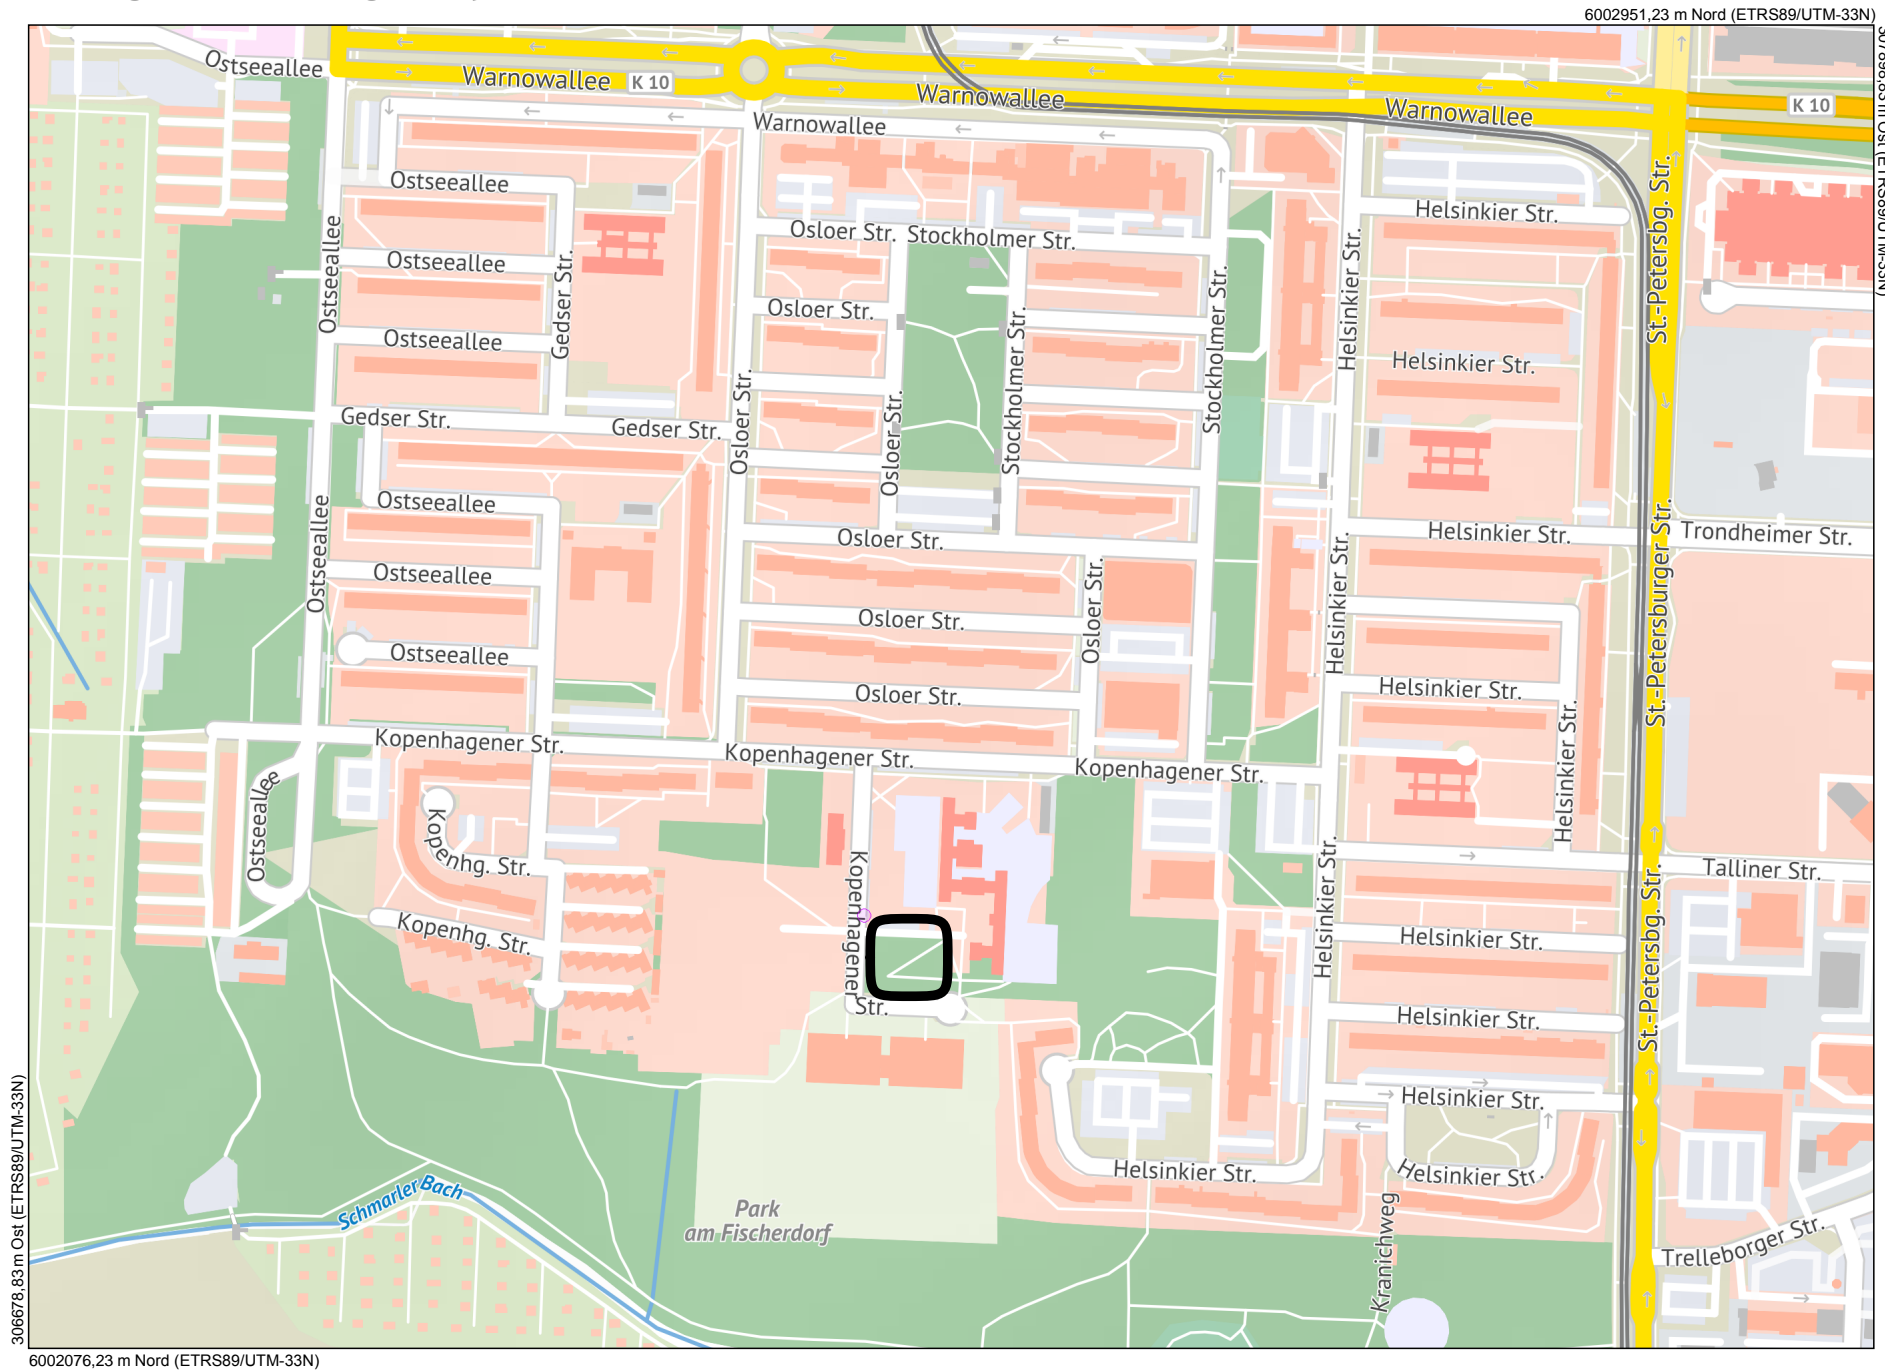 6002951,23 m Nord (ETRS89/UTM-33N)
Ostseeallee
Warnowallee
K 10
Warnowallee
Warnowallee
K 10
Warnowallee
Ostseeallee
Helsinkier Str.
St.-Petersbg. Str.
Ostseeallee
Osloer Str.
Stockholmer Str.
Ostseeallee
Gedser Str.
Helsinkier Str.
Stockholmer Str.
Osloer Str.
Stockholmer Str.
Ostseeallee
Helsinkier Str.
Osloer Str.
Osloer Str.
Gedser Str.
Gedser Str.
Ostseeallee
Ostseeallee
Helsinkier Str.
Trondheimer Str.
Osloer Str.
St.-Petersburger Str.
Helsinkier Str.
Osloer Str.
Ostseeallee
Osloer Str.
Ostseeallee
Helsinkier Str.
Osloer Str.
Helsinkier Str.
Kopenhagener Str.
Kopenhagener Str.
Kopenhagener Str.
Ostseeallee
Kopenhg. Str.
Kopenhagener
Str.
Helsinkier Str.
Talliner Str.
St.-Petersbg. Str.
Kopenhg. Str.
Helsinkier Str.
Helsinkier Str.
Helsinkier Str.
Helsinkier Str.
Helsinkier Str.
Schmarler Bach
Park
am Fischerdorf
Kranichweg
Trelleborger Str.
306678,83 m Ost (ETRS89/UTM-33N)
6002076,23 m Nord (ETRS89/UTM-33N)